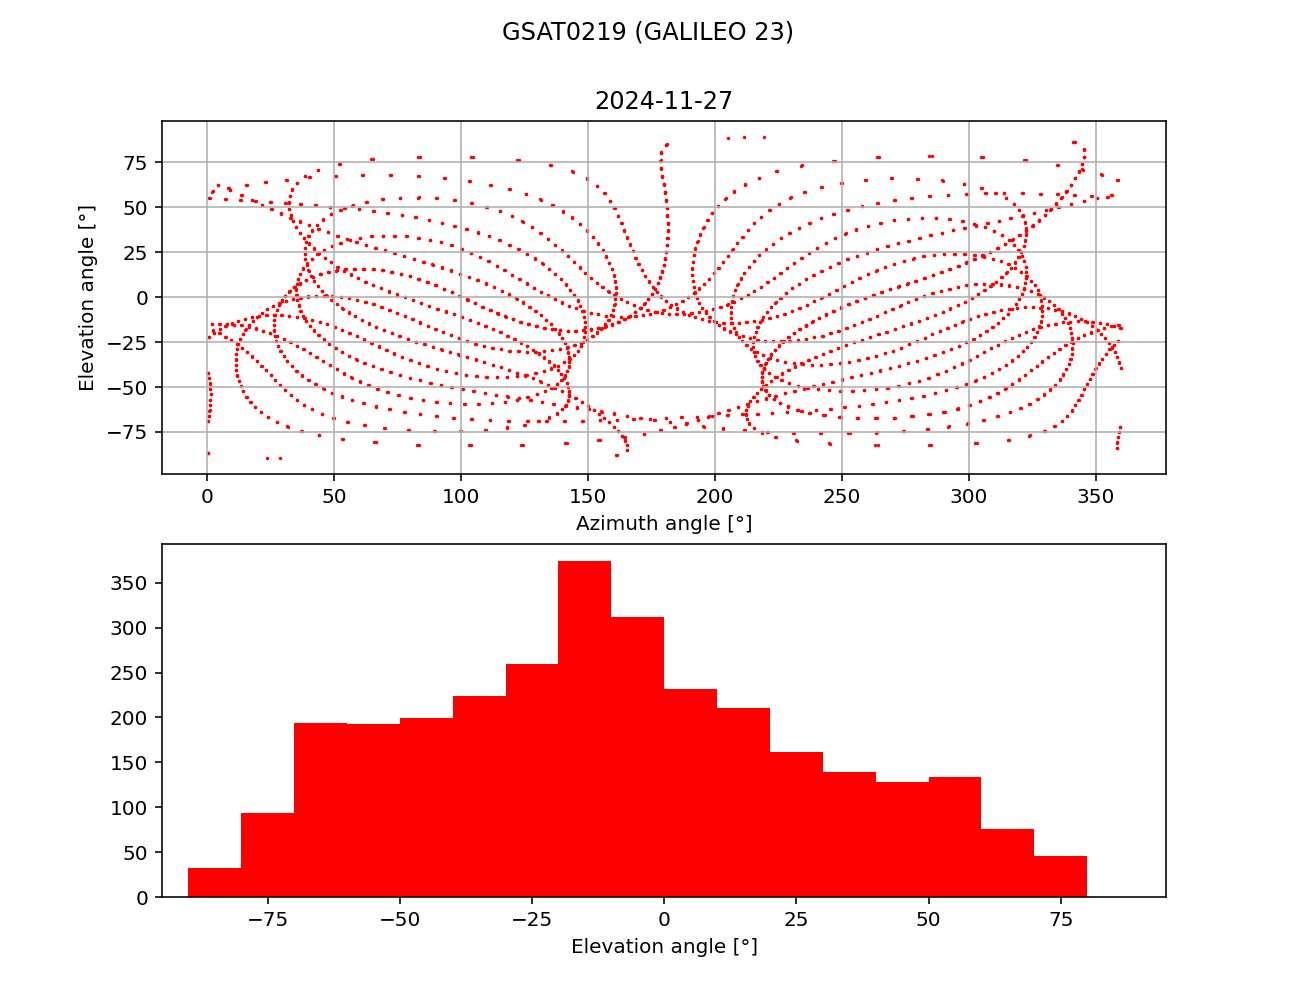 GSAT0219 (GALILEO 23)
2024-11-27
Elevation angle [°]
75
50
25
0
−25
−50
−75
0 50 100 150 200 250 300 350
Azimuth angle [°]
350
300
250
200
150
100
50
0
−75 −50 −25 0 25 50 75
Elevation angle [°]